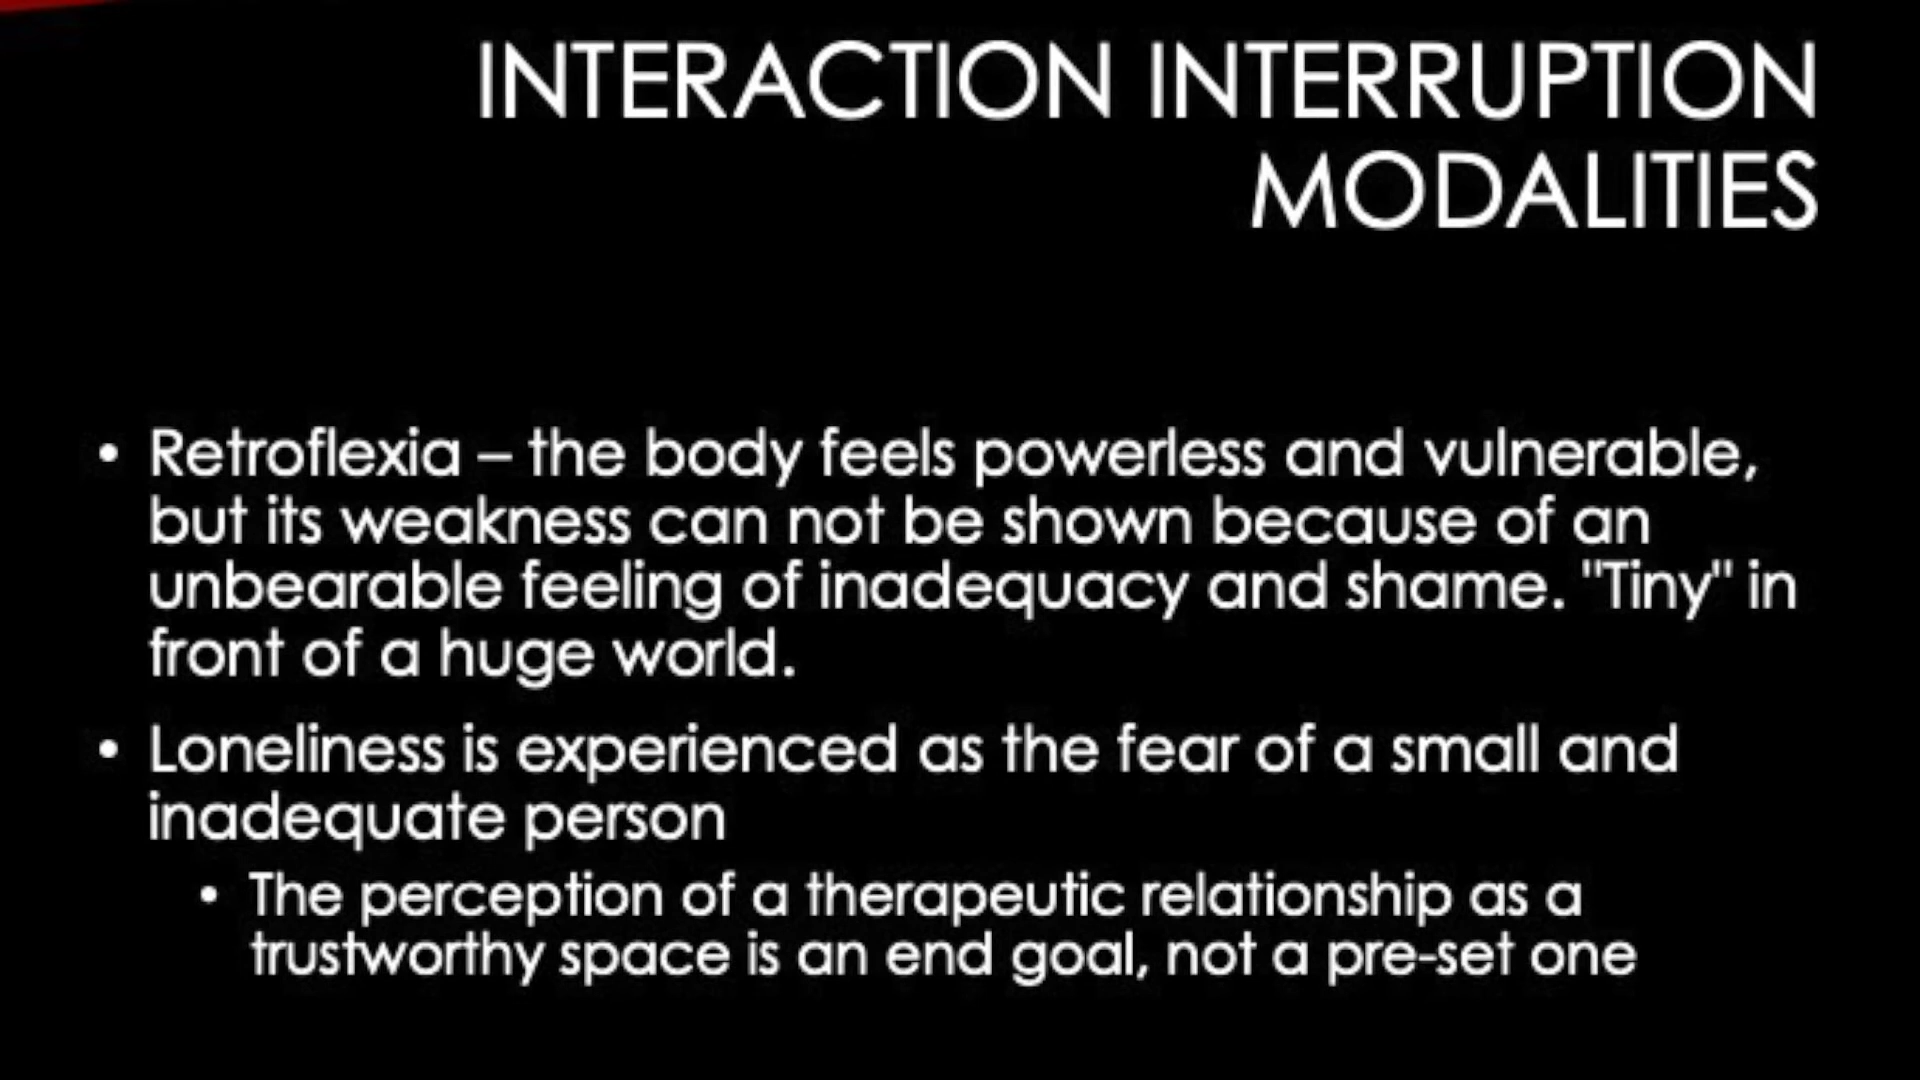 INTERACTION INTERRUPTION
MODALITIES
• Retroflexia – the body feels powerless and vulnerable,
but its weakness can not be shown because of an
unbearable feeling of inadequacy and shame. "Tiny" in
front of a huge world.
• Loneliness is experienced as the fear of a small and
inadequate person
• The perception of a therapeutic relationship as a
trustworthy space is an end goal, not a pre-set one